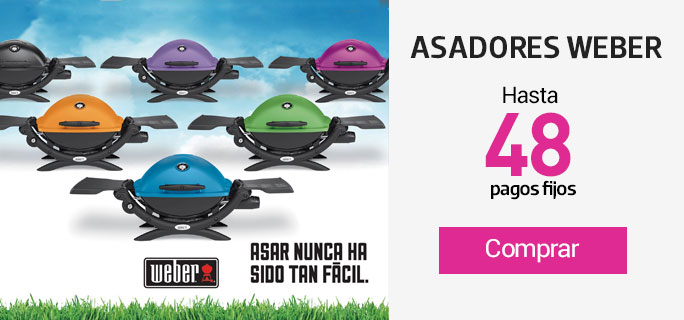 weber
ASAR NUNCA HA
SIDO TAN FÁCIL.
ASADORES WEBER
Hasta
48
pagos fijos
Comprar